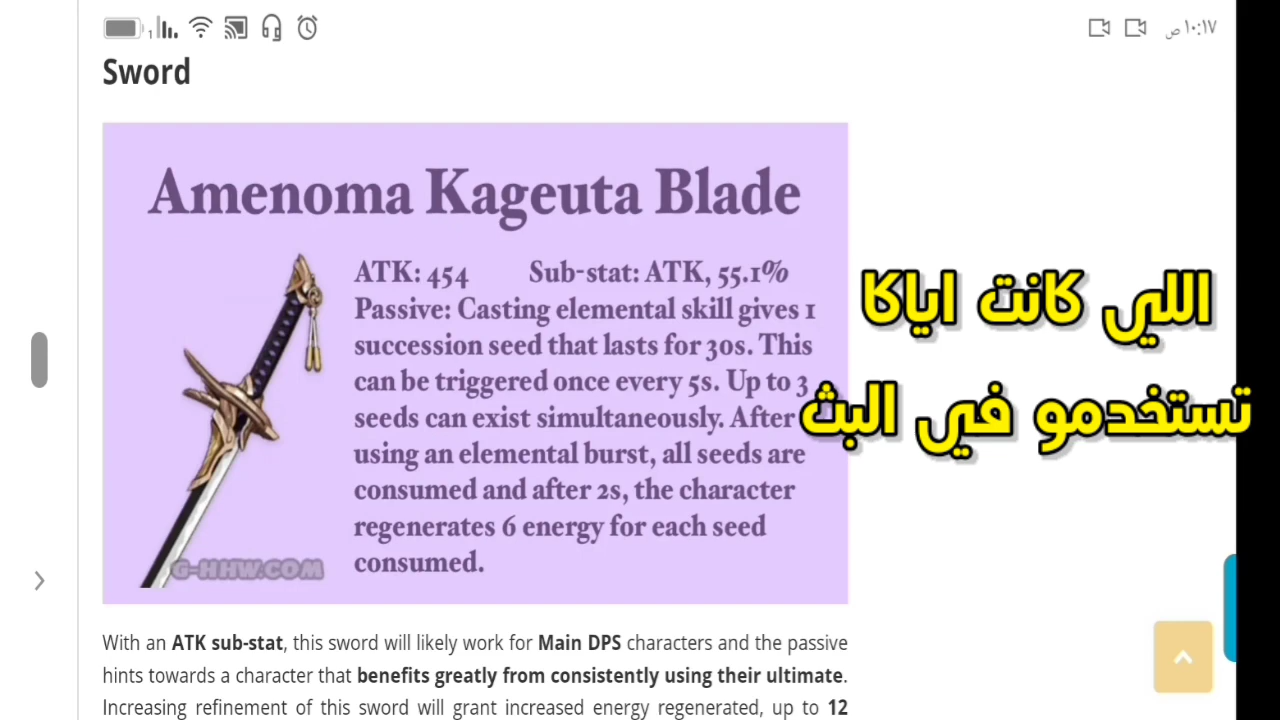 ١٠:١٧ ص
Sword
Amenoma Kageuta Blade
ATK: 454 Sub-stat: ATK, 55.1%
Passive: Casting elemental skill gives 1
succession seed that lasts for 30s. This
can be triggered once every 5s. Up to 3
seeds can exist simultaneously. After
using an elemental burst, all seeds are
consumed and after 2s, the character
regenerates 6 energy for each seed
consumed.
G-HHW.COM
اللي كانت اياكا
تستخدمو في البث
With an ATK sub-stat, this sword will likely work for Main DPS characters and the passive
hints towards a character that benefits greatly from consistently using their ultimate.
Increasing refinement of this sword will grant increased energy regenerated, up to 12